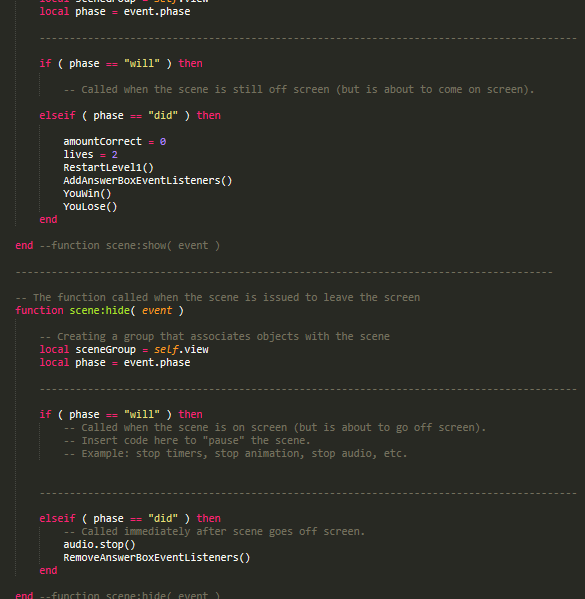 local sceneGroup = self.view
local phase = event.phase
-----------------------------------------------------------------------------------------
if ( phase == "will" ) then
-- Called when the scene is still off screen (but is about to come on screen).
elseif ( phase == "did" ) then
amountCorrect = 0
lives = 2
RestartLevel1()
AddAnswerBoxEventListeners()
YouWin()
YouLose()
end
end --function scene:show( event )
-----------------------------------------------------------------------------------------
-- The function called when the scene is issued to leave the screen
function scene:hide( event )
-- Creating a group that associates objects with the scene
local sceneGroup = self.view
local phase = event.phase
-----------------------------------------------------------------------------------------
if ( phase == "will" ) then
-- Called when the scene is on screen (but is about to go off screen).
-- Insert code here to "pause" the scene.
-- Example: stop timers, stop animation, stop audio, etc.
-----------------------------------------------------------------------------------------
elseif ( phase == "did" ) then
-- Called immediately after scene goes off screen.
audio.stop()
RemoveAnswerBoxEventListeners()
end
end --function scene:hide( event )